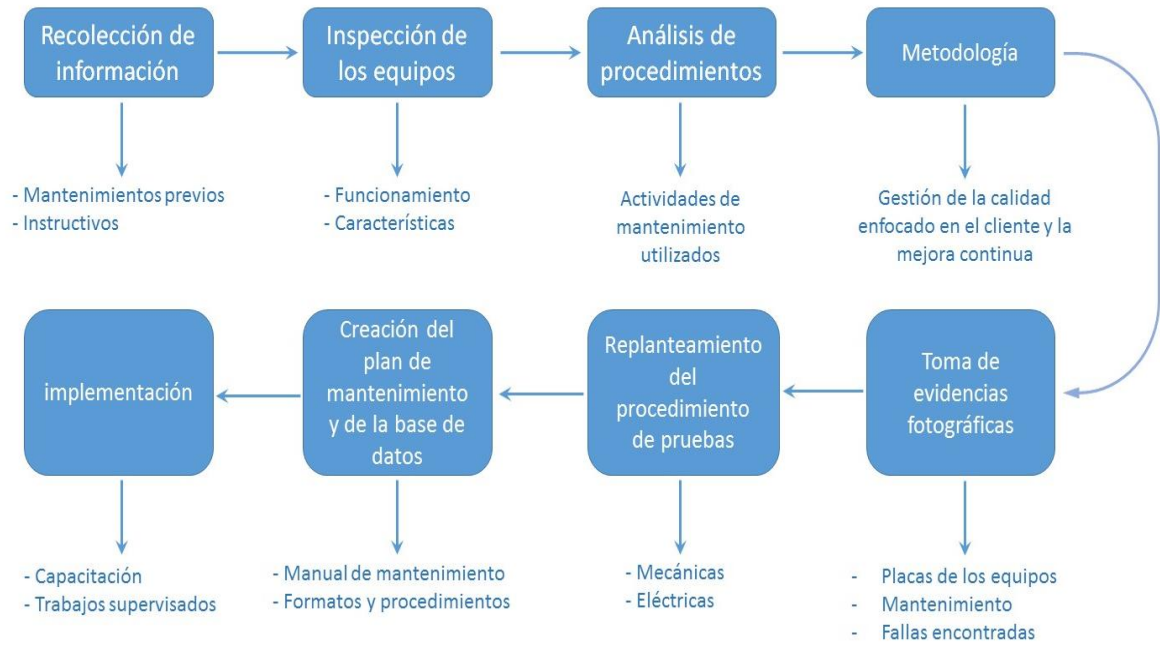 Recolección de
información
Inspección de
los equipos
Análisis de
procedimientos
Metodología
- Mantenimientos previos
- Instructivos
- Funcionamiento
- Características
Actividades de
mantenimiento
utilizados
Gestión de la calidad
enfocado en el cliente y la
mejora continua
Toma de
evidencias
fotográficas
Replanteamiento
del
procedimiento
de pruebas
Creación del
plan de
mantenimiento
y de la base de
datos
implementación
- Placas de los equipos
- Mantenimiento
- Fallas encontradas
- Mecánicas
- Eléctricas
- Manual de mantenimiento
- Formatos y procedimientos
- Capacitación
- Trabajos supervisados